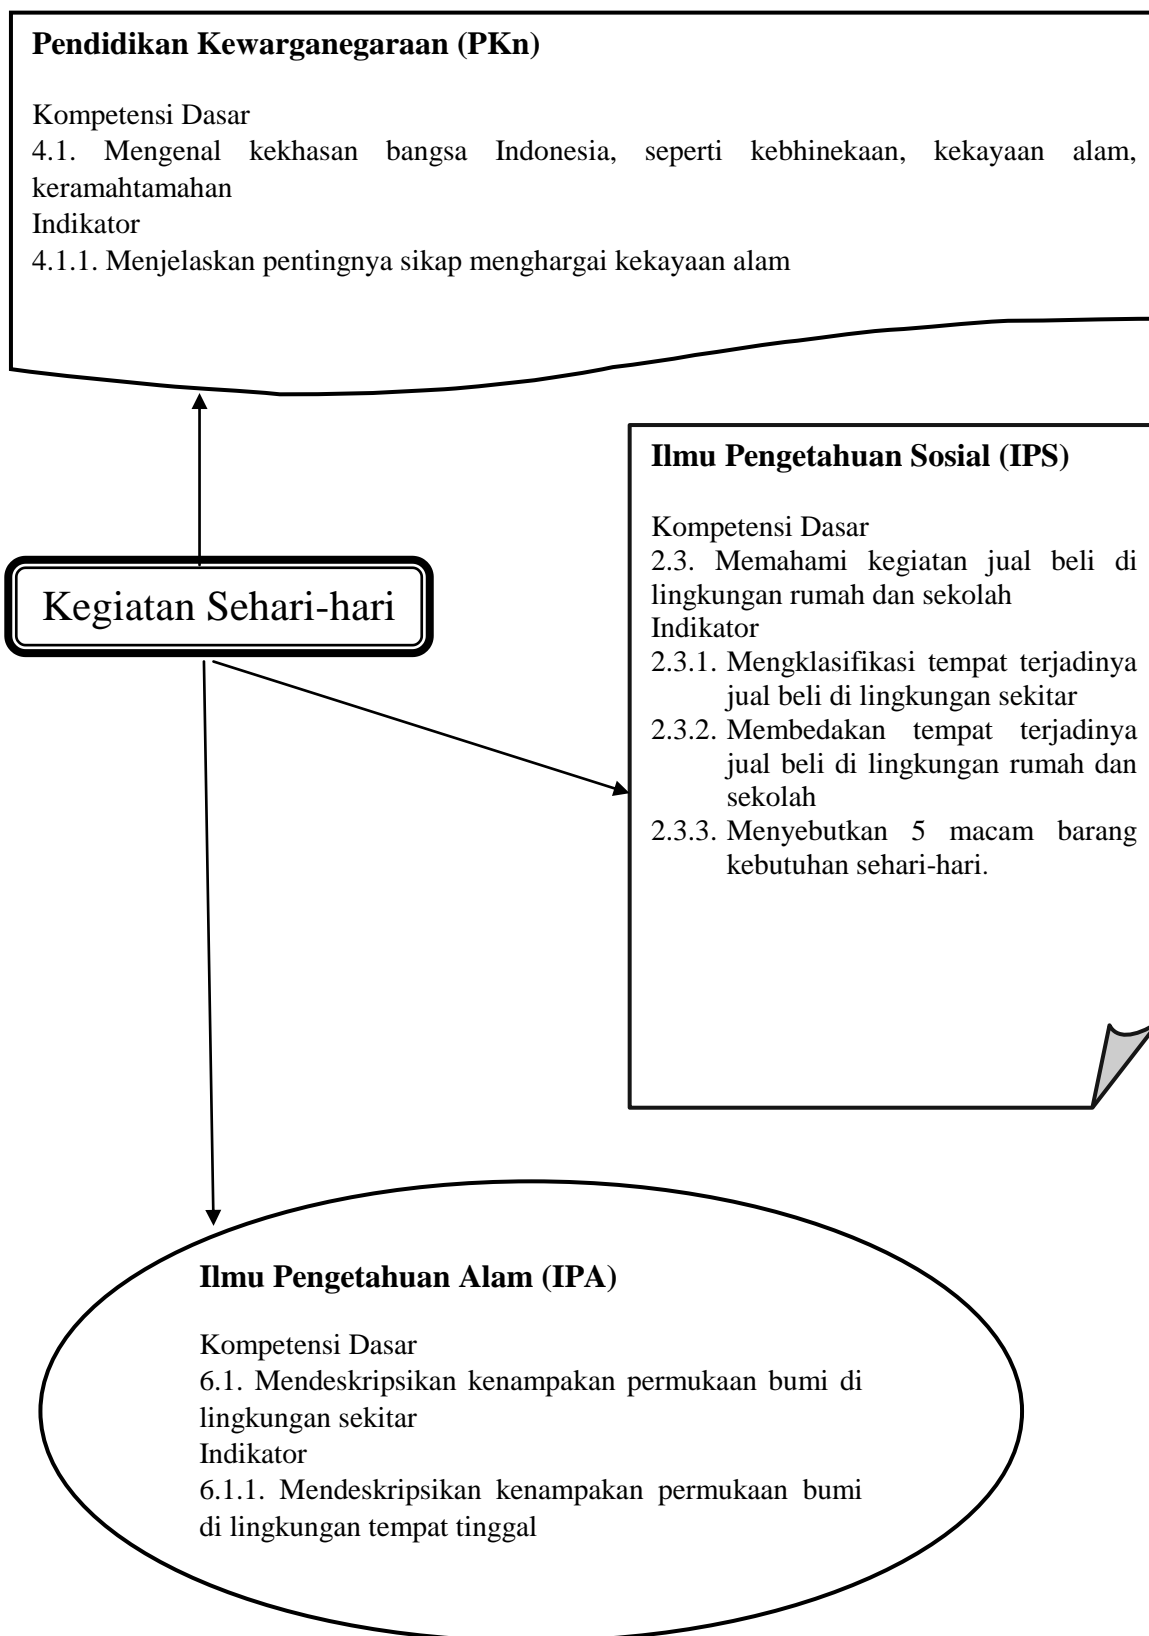 Pendidikan Kewarganegaraan (PKn)
Kompetensi Dasar
4.1. Mengenal kekhasan bangsa Indonesia, seperti kebhinekaan, kekayaan alam,
keramahtamahan
Indikator
4.1.1. Menjelaskan pentingnya sikap menghargai kekayaan alam
Kegiatan Sehari-hari
Ilmu Pengetahuan Sosial (IPS)
Kompetensi Dasar
2.3. Memahami kegiatan jual beli di
lingkungan rumah dan sekolah
Indikator
2.3.1. Mengklasifikasi tempat terjadinya
jual beli di lingkungan sekitar
2.3.2. Membedakan tempat terjadinya
jual beli di lingkungan rumah dan
sekolah
2.3.3. Menyebutkan 5 macam barang
kebutuhan sehari-hari.
Ilmu Pengetahuan Alam (IPA)
Kompetensi Dasar
6.1. Mendeskripsikan kenampakan permukaan bumi di
lingkungan sekitar
Indikator
6.1.1. Mendeskripsikan kenampakan permukaan bumi
di lingkungan tempat tinggal